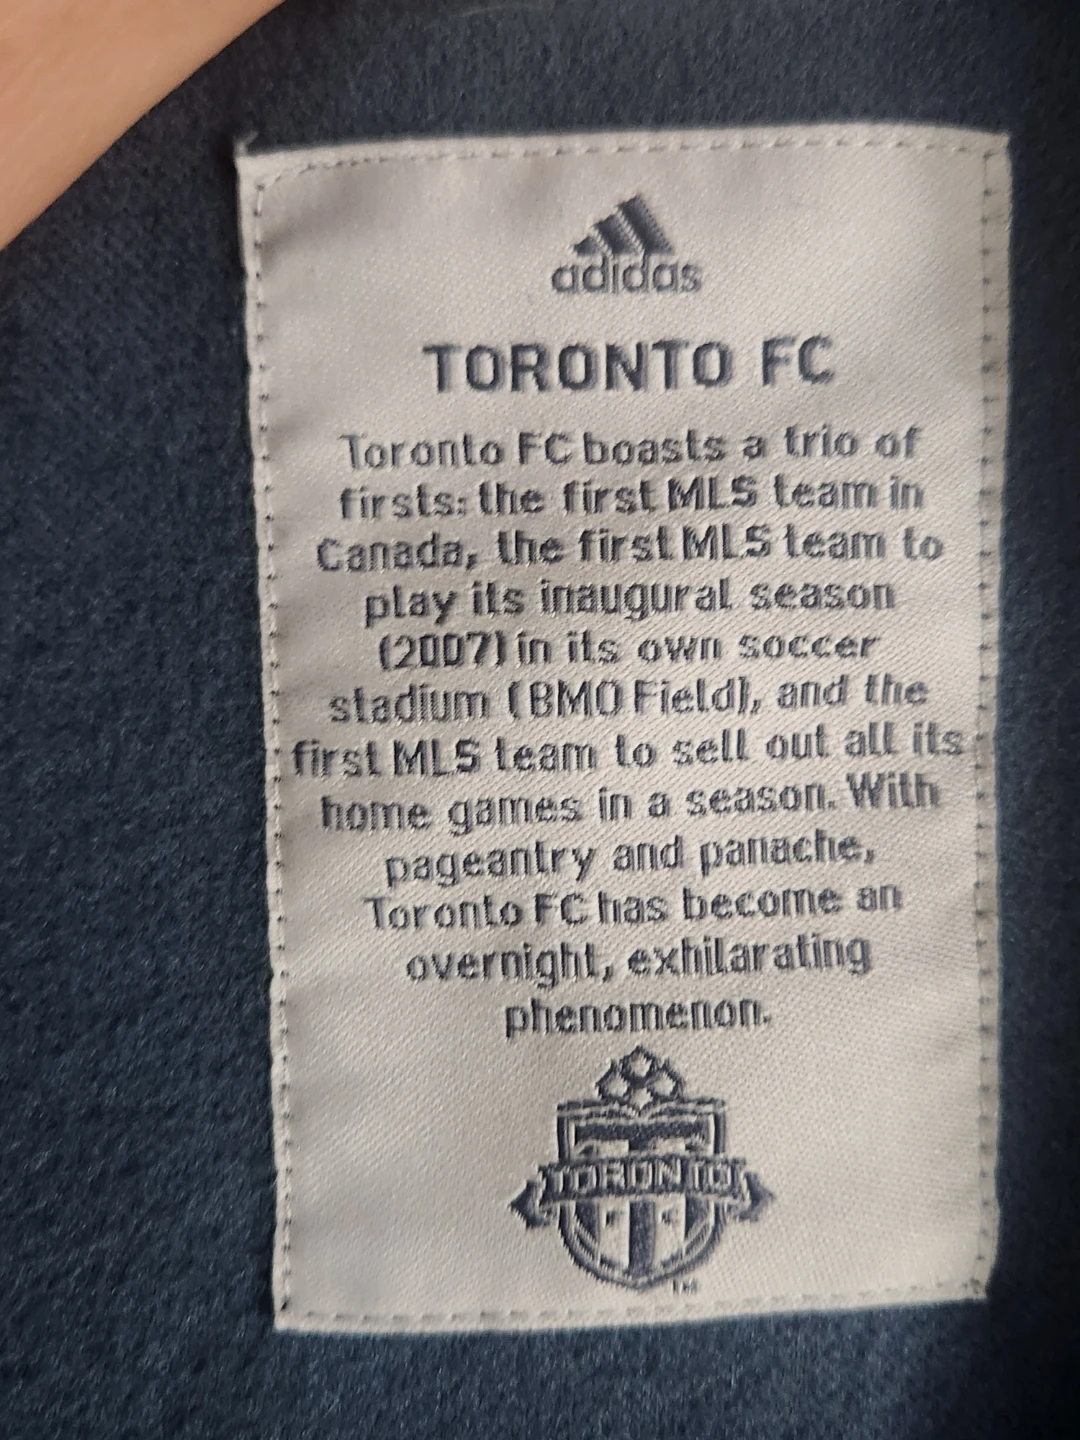 adidas
TORONTO FC
Toronto FC boasts a trio of
firsts: the first MLS team in
Canada, the first MLS team to
play its inaugural season
(2007) in its own soccer
stadium (BMO Field), and the
first MLS team to sell out all its
home games in a season. With
pageantry and panache,
Toronto FC has become an
overnight, exhilarating
phenomenon.
T
TORONTO
FC
TM